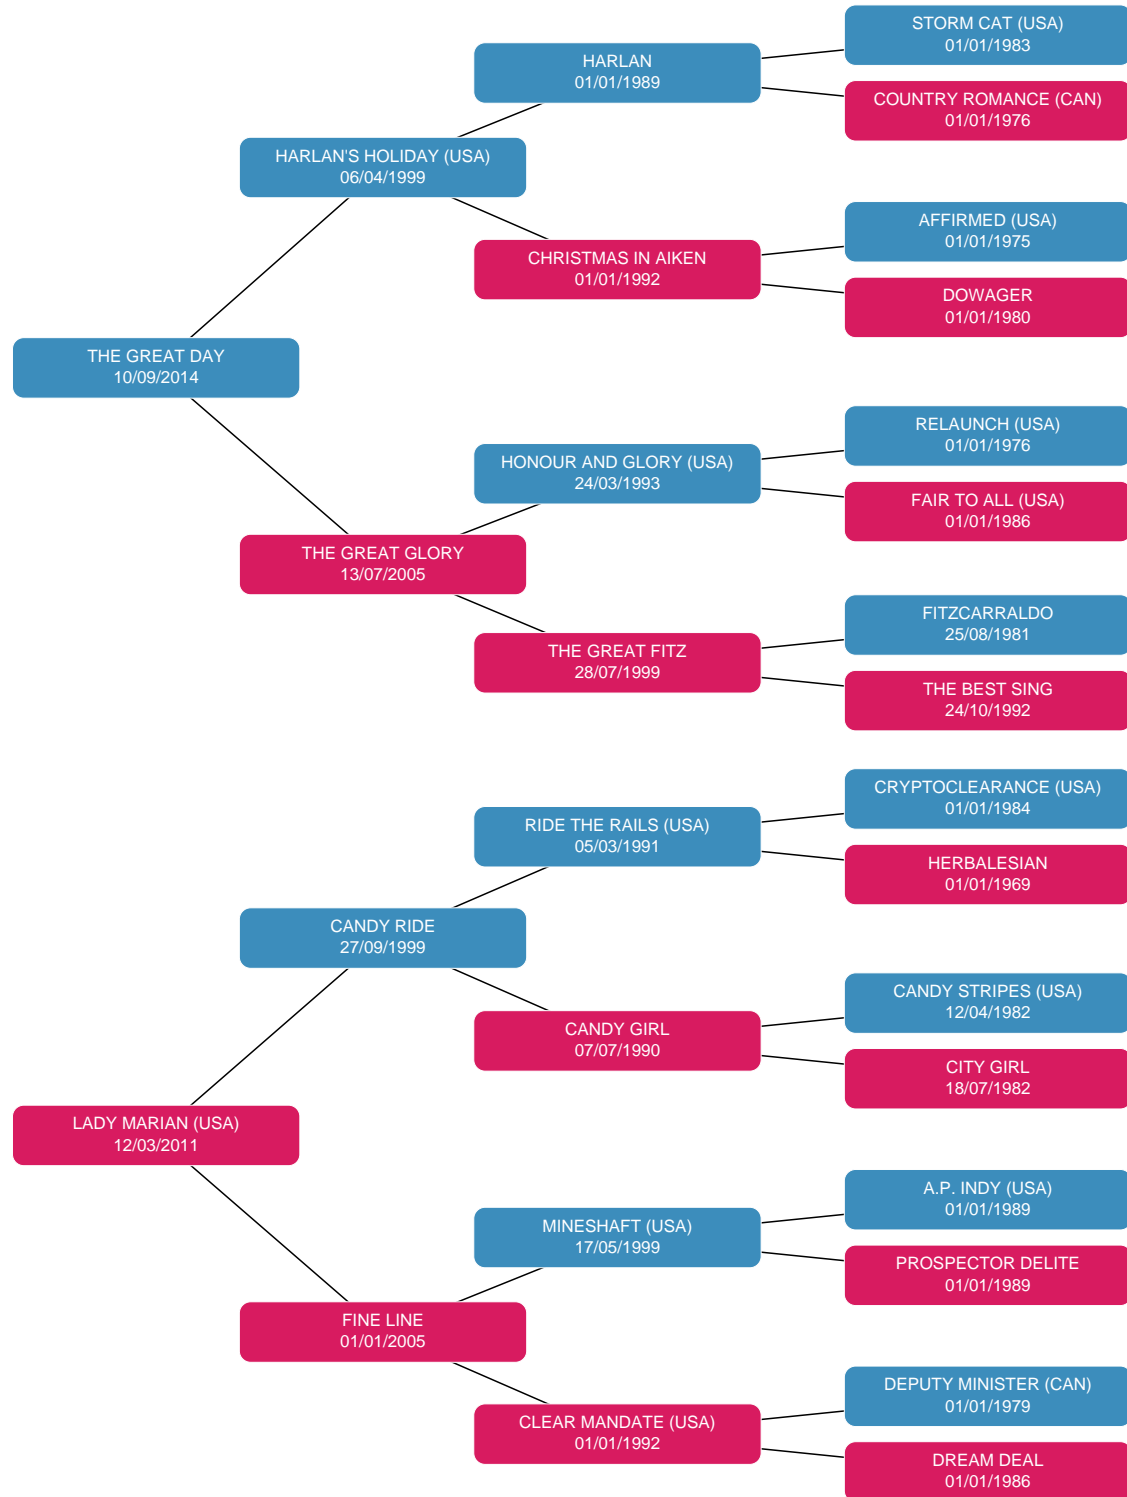 STORM CAT (USA)
01/01/1983
HARLAN
01/01/1989
COUNTRY ROMANCE (CAN)
01/01/1976
HARLAN'S HOLIDAY (USA)
06/04/1999
AFFIRMED (USA)
01/01/1975
CHRISTMAS IN AIKEN
01/01/1992
DOWAGER
01/01/1980
THE GREAT DAY
10/09/2014
RELAUNCH (USA)
01/01/1976
HONOUR AND GLORY (USA)
24/03/1993
FAIR TO ALL (USA)
01/01/1986
THE GREAT GLORY
13/07/2005
FITZCARRALDO
25/08/1981
THE GREAT FITZ
28/07/1999
THE BEST SING
24/10/1992
CRYPTOCLEARANCE (USA)
01/01/1984
RIDE THE RAILS (USA)
05/03/1991
HERBALESIAN
01/01/1969
CANDY RIDE
27/09/1999
CANDY STRIPES (USA)
12/04/1982
CANDY GIRL
07/07/1990
CITY GIRL
18/07/1982
LADY MARIAN (USA)
12/03/2011
A.P. INDY (USA)
01/01/1989
MINESHAFT (USA)
17/05/1999
PROSPECTOR DELITE
01/01/1989
FINE LINE
01/01/2005
DEPUTY MINISTER (CAN)
01/01/1979
CLEAR MANDATE (USA)
01/01/1992
DREAM DEAL
01/01/1986